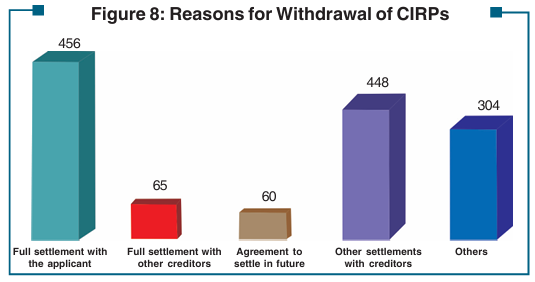 Figure 8: Reasons for Withdrawal of CIRPs
456
65
60
448
304
Full settlement with
the applicant
Full settlement with
other creditors
Agreement to
settle in future
Other settlements
with creditors
Others